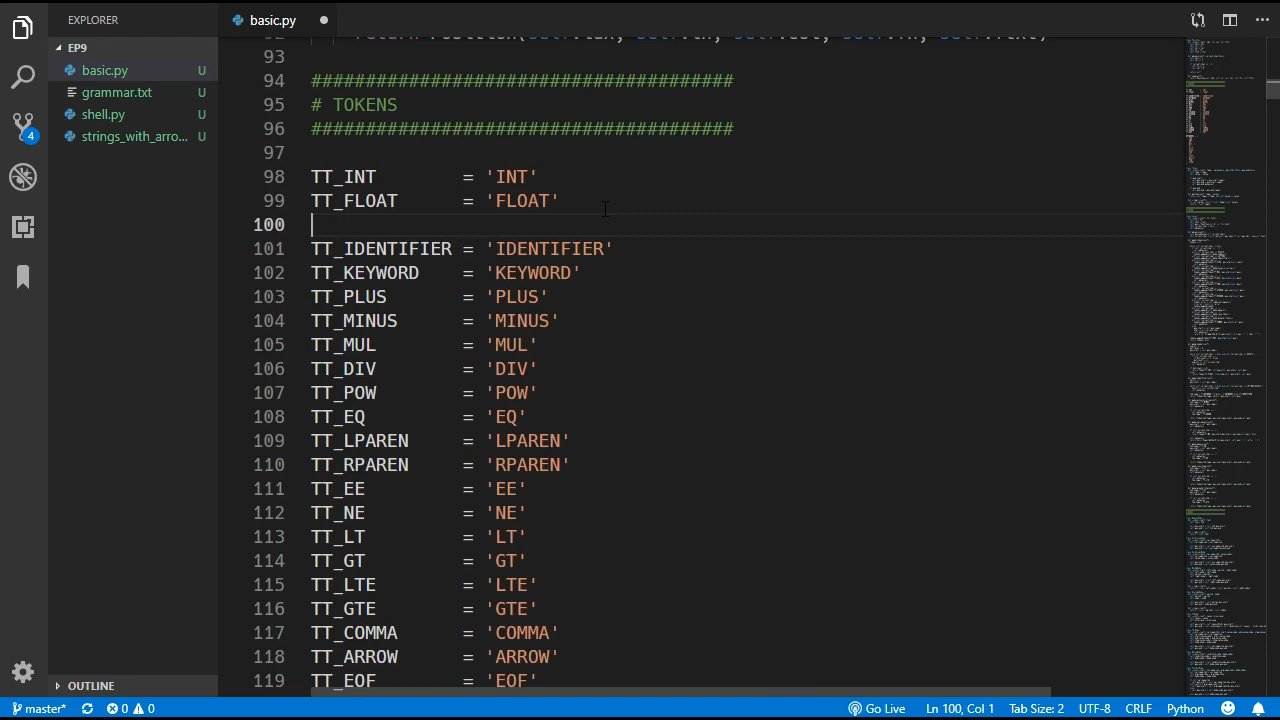 EXPLORER
basic.py
EP9
basic.py U
grammar.txt U
shell.py U
strings_with_arro... U
4
93
94 #######################################
95 # TOKENS
96 #######################################
97
98 TT_INT = 'INT'
99 TT_FLOAT = 'FLOAT'
100
101 TT_IDENTIFIER = 'IDENTIFIER'
102 TT_KEYWORD = 'KEYWORD'
103 TT_PLUS = 'PLUS'
104 TT_MINUS = 'MINUS'
105 TT_MUL = 'MUL'
106 TT_DIV = 'DIV'
107 TT_POW = 'POW'
108 TT_EQ = 'EQ'
109 TT_LPAREN = 'LPAREN'
110 TT_RPAREN = 'RPAREN'
111 TT_EE = 'EE'
112 TT_NE = 'NE'
113 TT_LT = 'LT'
114 TT_GT = 'GT'
115 TT_LTE = 'LTE'
116 TT_GTE = 'GTE'
117 TT_COMMA = 'COMMA'
118 TT_ARROW = 'ARROW'
119 TT_EOF = 'EOF'
OUTLINE
master* 0 0 Go Live Ln 100, Col 1 Tab Size: 2 UTF-8 CRLF Python